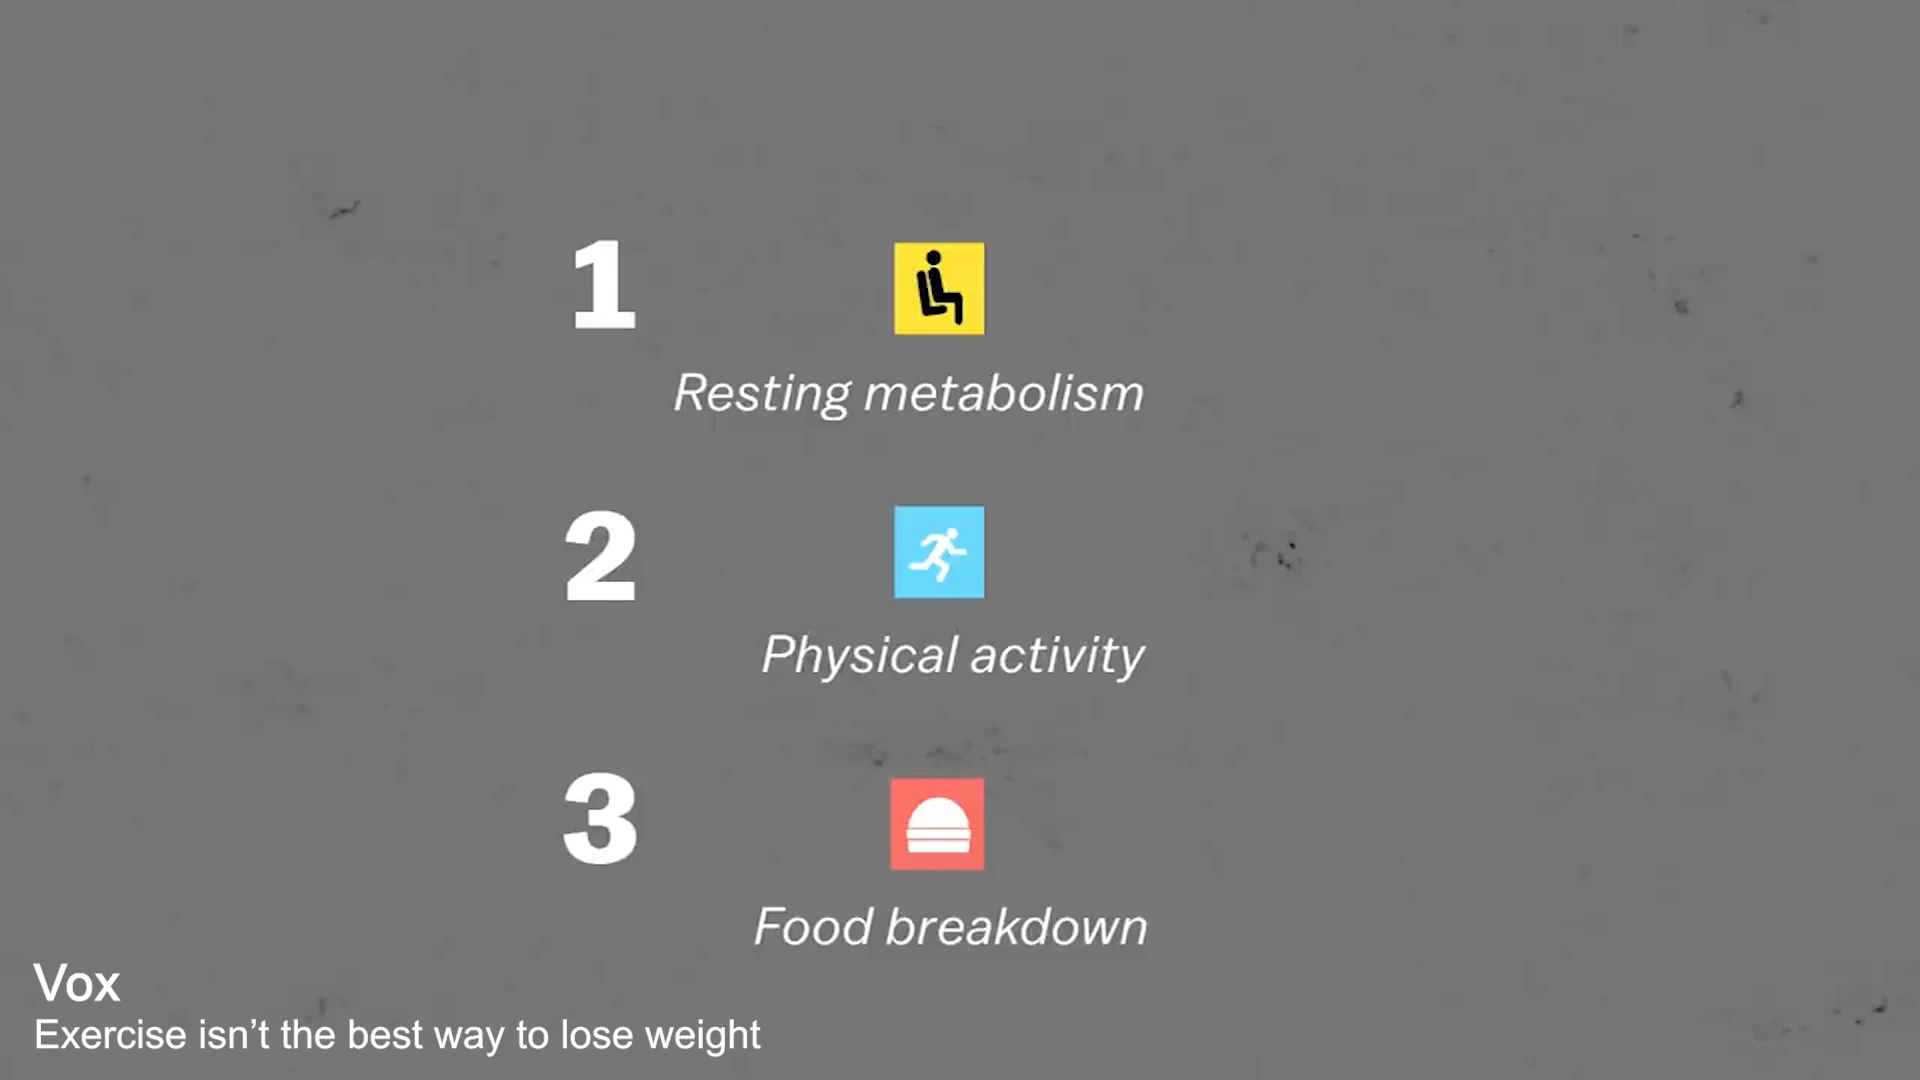 1
Resting metabolism
2
Physical activity
3
Food breakdown
Vox
Exercise isn’t the best way to lose weight